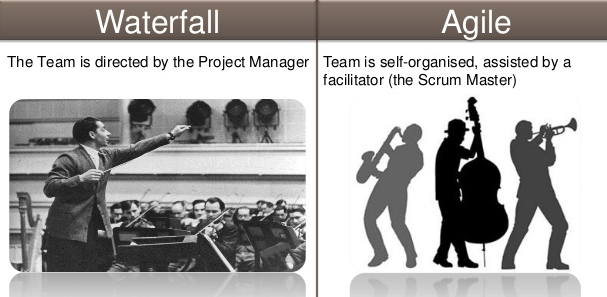 Waterfall
Agile
The Team is directed by the Project Manager
Team is self-organised, assisted by a
facilitator (the Scrum Master)